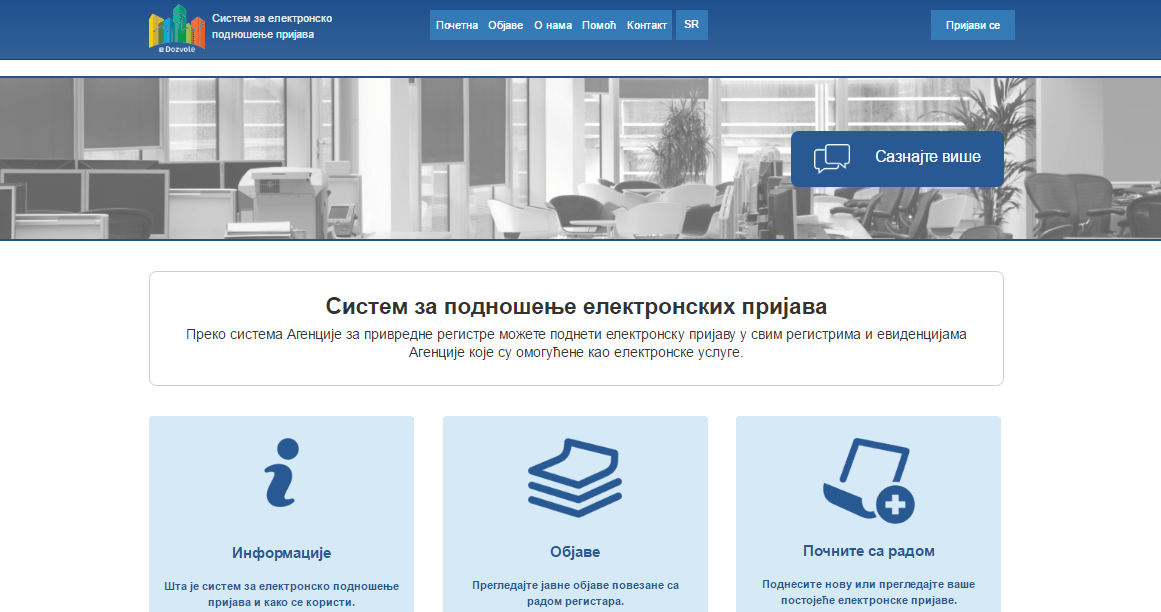 Систем за електронско
подношење пријава
e Dozvole
Почетна Објаве О нама Помоћ Контакт SR
Пријави се
Сазнајте више
Систем за подношење електронских пријава
Преко система Агенције за привредне регистре можете поднети електронску пријаву у свим регистрима и евиденцијама
Агенције које су омогућене као електронске услуге.
Информације
Шта је систем за електронско подношење
пријава и како се користи.
Објаве
Прегледајте јавне објаве повезане са
радом регистара.
Почните са радом
Поднесите нову или прегледајте ваше
постојеће електронске пријаве.